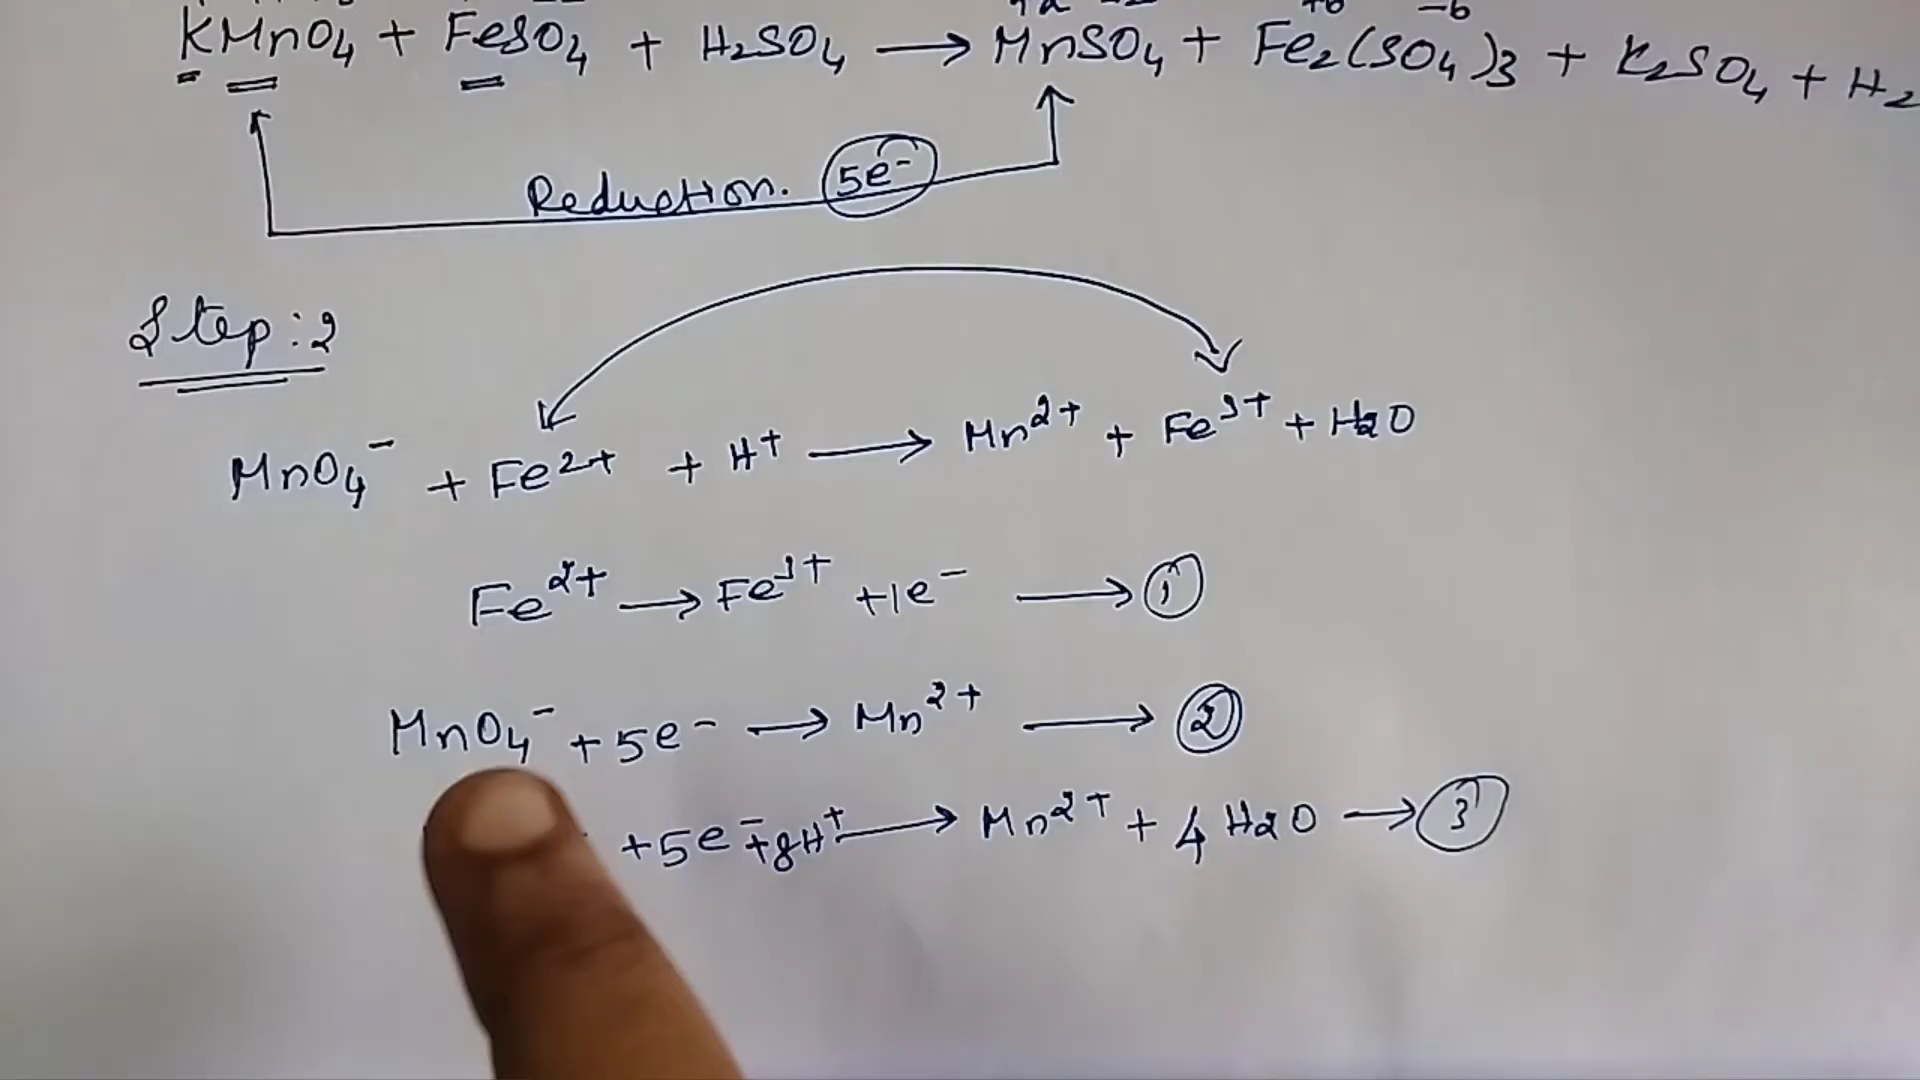 KMnO4 + FeSO4 + H2SO4 → MnSO4 + Fe2(SO4)3 + K2SO4 + H2
Reduction. 5e-
Step:2
MnO4- + Fe2+ + H+ → Mn2+ + Fe3+ + H2O
Fe2+ → Fe3+ +1e- → 1
MnO4- +5e- → Mn2+ → 2
+5e- +8H+ → Mn2+ + 4H2O → 3